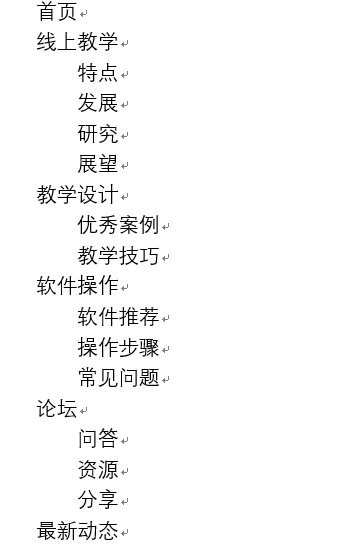 首页
线上教学
特点
发展
研究
展望
教学设计
优秀案例
教学技巧
软件操作
软件推荐
操作步骤
常见问题
论坛
问答
资源
分享
最新动态